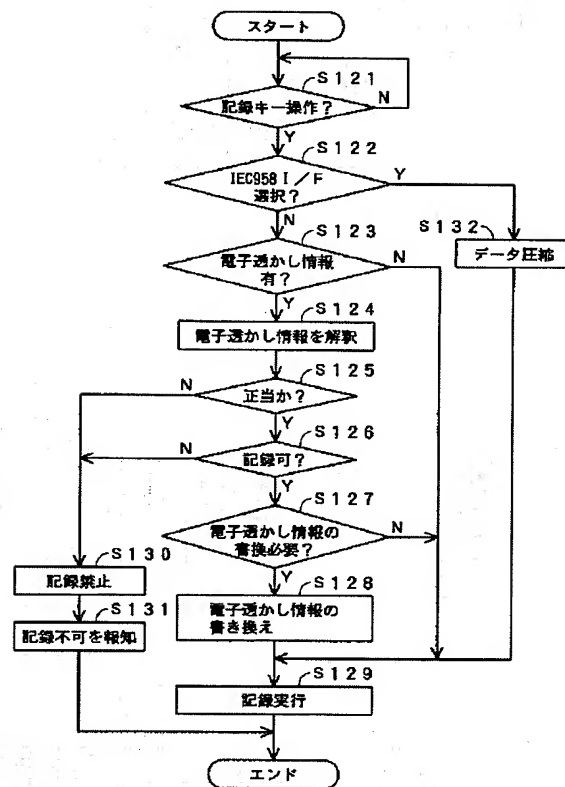 スタート
S121
記録キー操作?
N
Y
S122
IEC958 I/F
選択?
Y
N
S123
S132
電子透かし情報
有?
N
データ圧縮
Y
S124
電子透かし情報を解釈
S125
N
正当か?
Y
S126
N
記録可?
Y
S127
電子透かし情報の
書換必要?
N
S130
Y
記録禁止
S128
S131
電子透かし情報の
書き換え
記録不可を報知
S129
記録実行
エンド